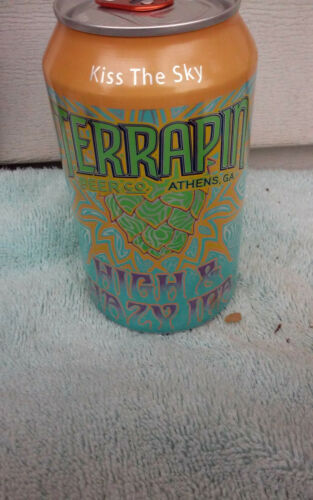 Kiss The Sky
TERRAPIN
BEER CO. ATHENS, GA
HIGH &
HAZY IPA